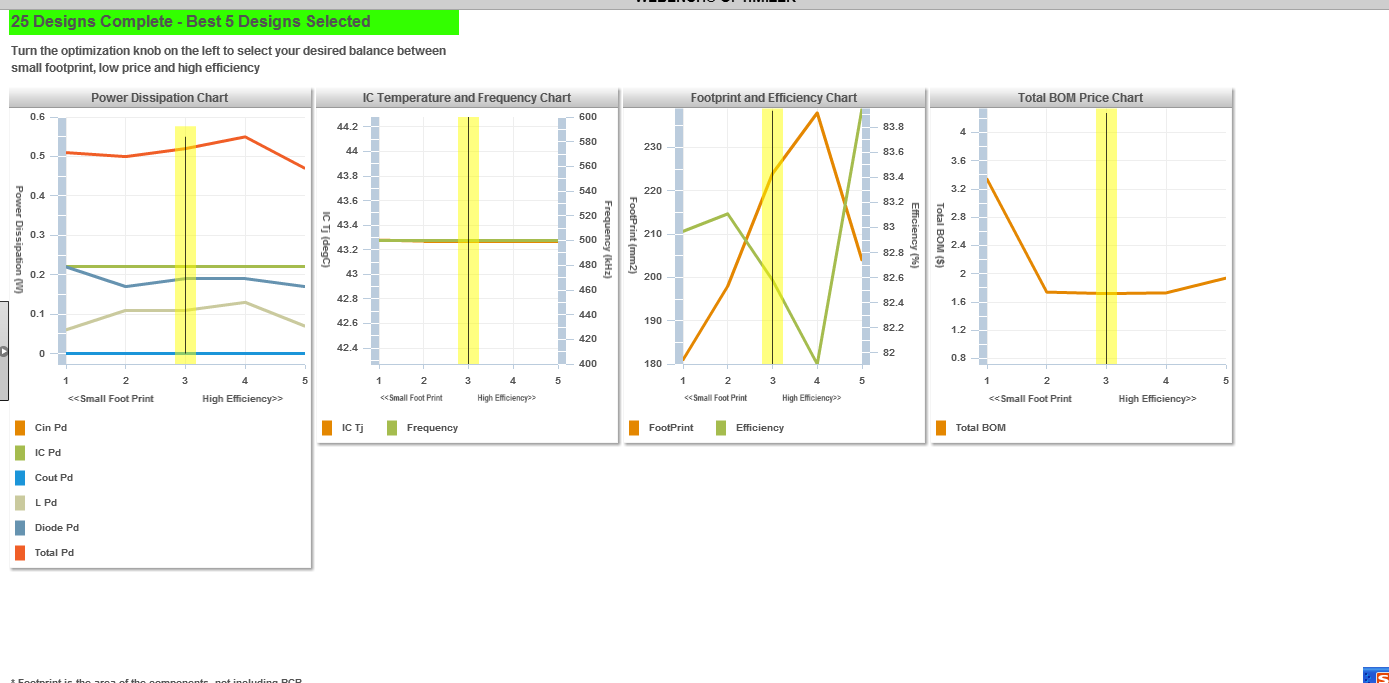 25 Designs Complete - Best 5 Designs Selected
Turn the optimization knob on the left to select your desired balance between
small footprint, low price and high efficiency
Power Dissipation Chart
Power Dissipation (W)
0.6
0.5
0.4
0.3
0.2
0.1
0
1 2 3 4 5
<<Small Foot Print High Efficiency>>
Cin Pd
IC Pd
Cout Pd
L Pd
Diode Pd
Total Pd
IC Temperature and Frequency Chart
IC Tj (degC)
44.2
44
43.8
43.6
43.4
43.2
43
42.8
42.6
42.4
600
580
560
540
520
500
480
460
440
420
400
Frequency (kHz)
1 2 3 4 5
<<Small Foot Print High Efficiency>>
IC Tj Frequency
Footprint and Efficiency Chart
FootPrint (mm2)
230
220
210
200
190
180
83.8
83.6
83.4
83.2
83
82.8
82.6
82.4
82.2
82
Efficiency (%)
1 2 3 4 5
<<Small Foot Print High Efficiency>>
FootPrint Efficiency
Total BOM Price Chart
Total BOM ($)
4
3.6
3.2
2.8
2.4
2
1.6
1.2
0.8
1 2 3 4 5
<<Small Foot Print High Efficiency>>
Total BOM
* Footprint is the area of the components, not including PCB